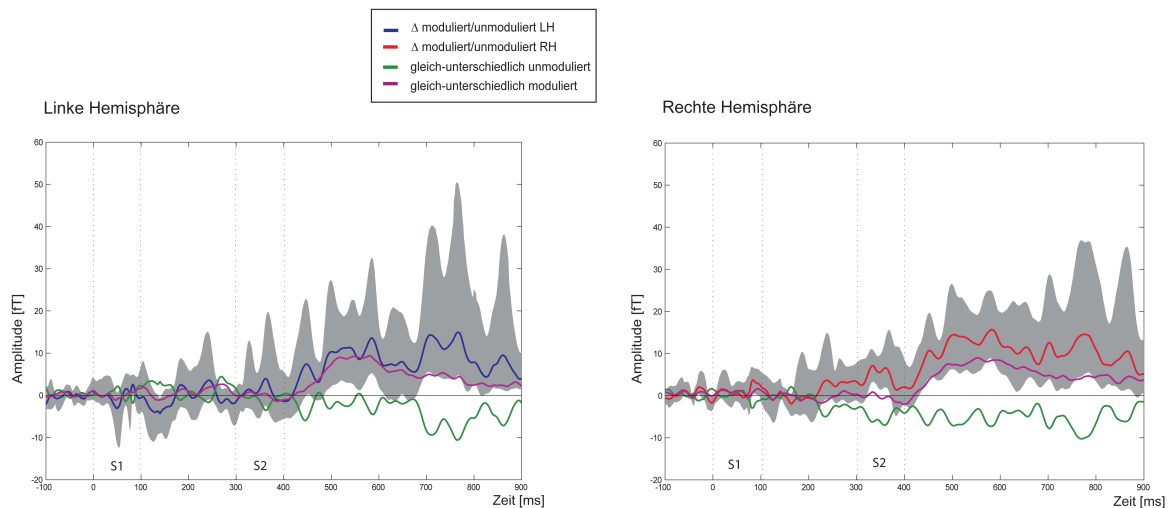 Δ moduliert/unmoduliert LH
Δ moduliert/unmoduliert RH
gleich-unterschiedlich unmoduliert
gleich-unterschiedlich moduliert
Linke Hemisphäre
60
50
40
30
20
10
0
-10
-20
Amplitude [fT]
S1
S2
-100 0 100 200 300 400 500 600 700 800 900
Zeit [ms]
Rechte Hemisphäre
60
50
40
30
20
10
0
-10
-20
Amplitude [fT]
S1
S2
-100 0 100 200 300 400 500 600 700 800 900
Zeit [ms]